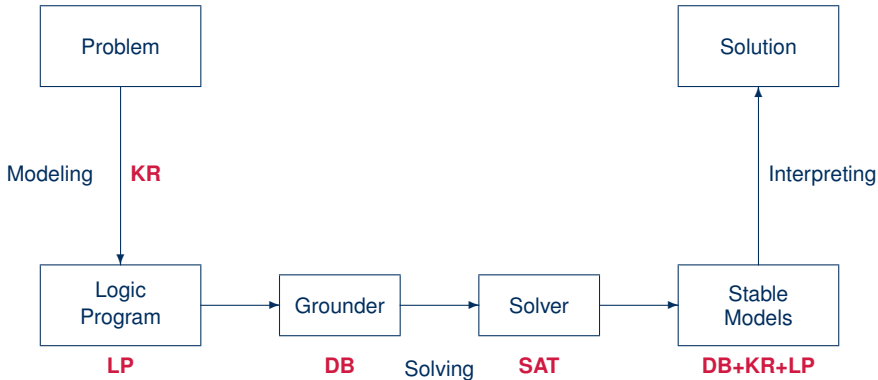 Problem
Solution
Modeling KR
Interpreting
Logic
Program
Grounder
Solver
Stable
Models
LP
DB
Solving
SAT
DB+KR+LP